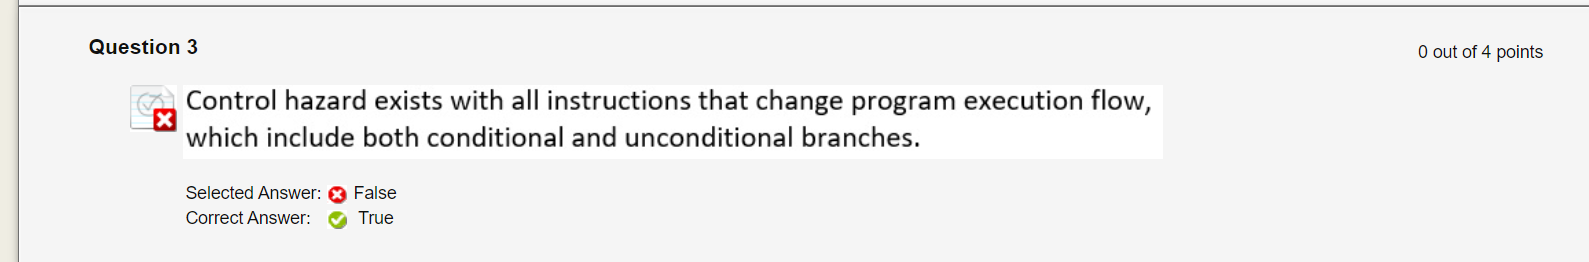 Question 3
0 out of 4 points
Control hazard exists with all instructions that change program execution flow,
which include both conditional and unconditional branches.
Selected Answer: False
Correct Answer: True